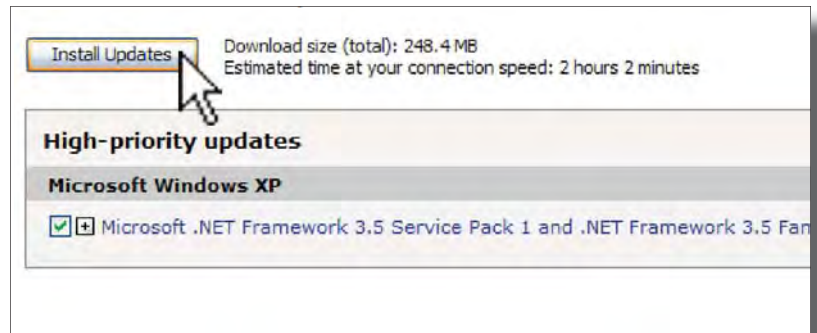 Install Updates
Download size (total): 248.4 MB
Estimated time at your connection speed: 2 hours 2 minutes
High-priority updates
Microsoft Windows XP
Microsoft .NET Framework 3.5 Service Pack 1 and .NET Framework 3.5 Fam